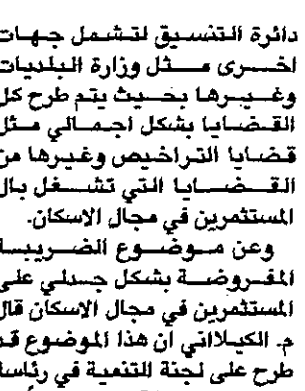 دائرة التنسيق لتشمل جهات
اخرى مثل وزارة البلديات
وغيرها بحيث يتم طرح كل
القضايا بشكل اجمالي مثل
قضايا التراخيص وغيرها من
القضايا التي تشغل بال
المستثمرين في مجال الاسكان.
وعن موضوع الضريبة
المفروضة بشكل جدلي على
المستثمرين في مجال الاسكان قال
م. الكيلاني ان هذا الموضوع قد
طرح على لجنة التنمية في رئاسة